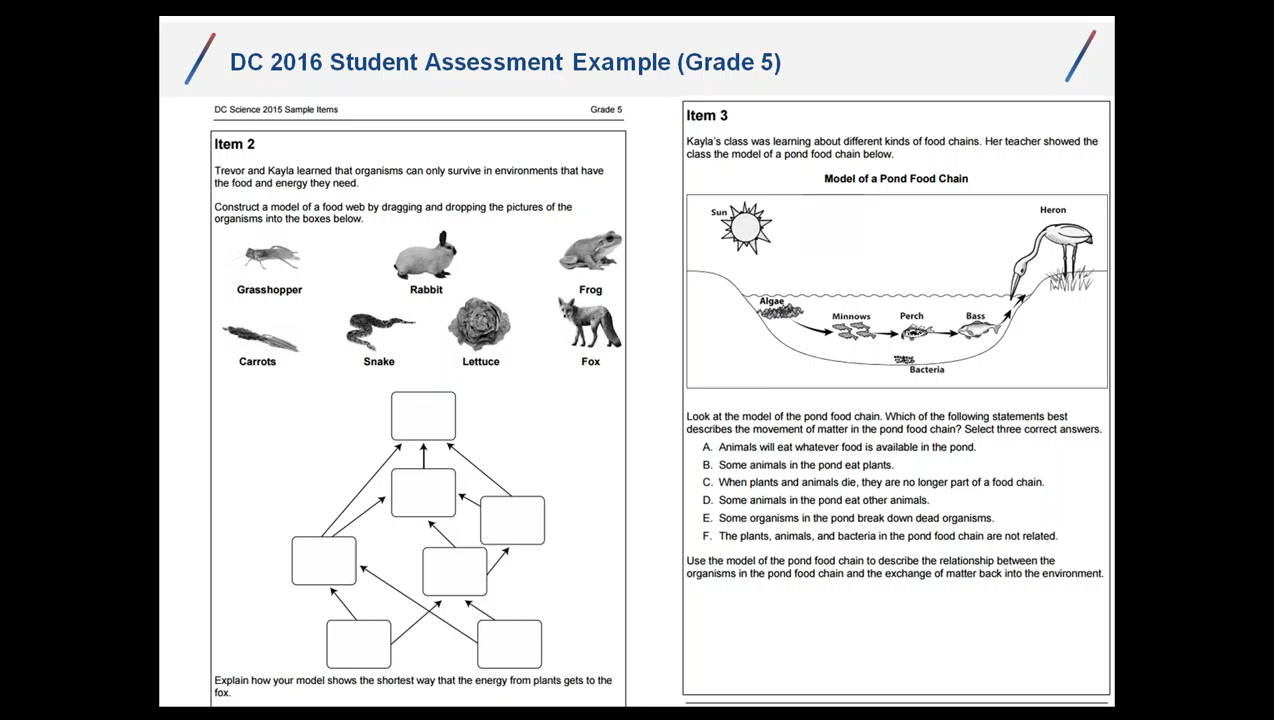 DC 2016 Student Assessment Example (Grade 5)
DC Science 2015 Sample Items Grade 5
Item 2
Trevor and Kayla learned that organisms can only survive in environments that have
the food and energy they need.
Construct a model of a food web by dragging and dropping the pictures of the
organisms into the boxes below.
Grasshopper Rabbit Frog
Carrots Snake Lettuce Fox
Explain how your model shows the shortest way that the energy from plants gets to the
fox.
Item 3
Kayla's class was learning about different kinds of food chains. Her teacher showed the
class the model of a pond food chain below.
Model of a Pond Food Chain
Sun Heron
Algae
Minnows Perch Bass
Bacteria
Look at the model of the pond food chain. Which of the following statements best
describes the movement of matter in the pond food chain? Select three correct answers.
A. Animals will eat whatever food is available in the pond.
B. Some animals in the pond eat plants.
C. When plants and animals die, they are no longer part of a food chain.
D. Some animals in the pond eat other animals.
E. Some organisms in the pond break down dead organisms.
F. The plants, animals, and bacteria in the pond food chain are not related.
Use the model of the pond food chain to describe the relationship between the
organisms in the pond food chain and the exchange of matter back into the environment.